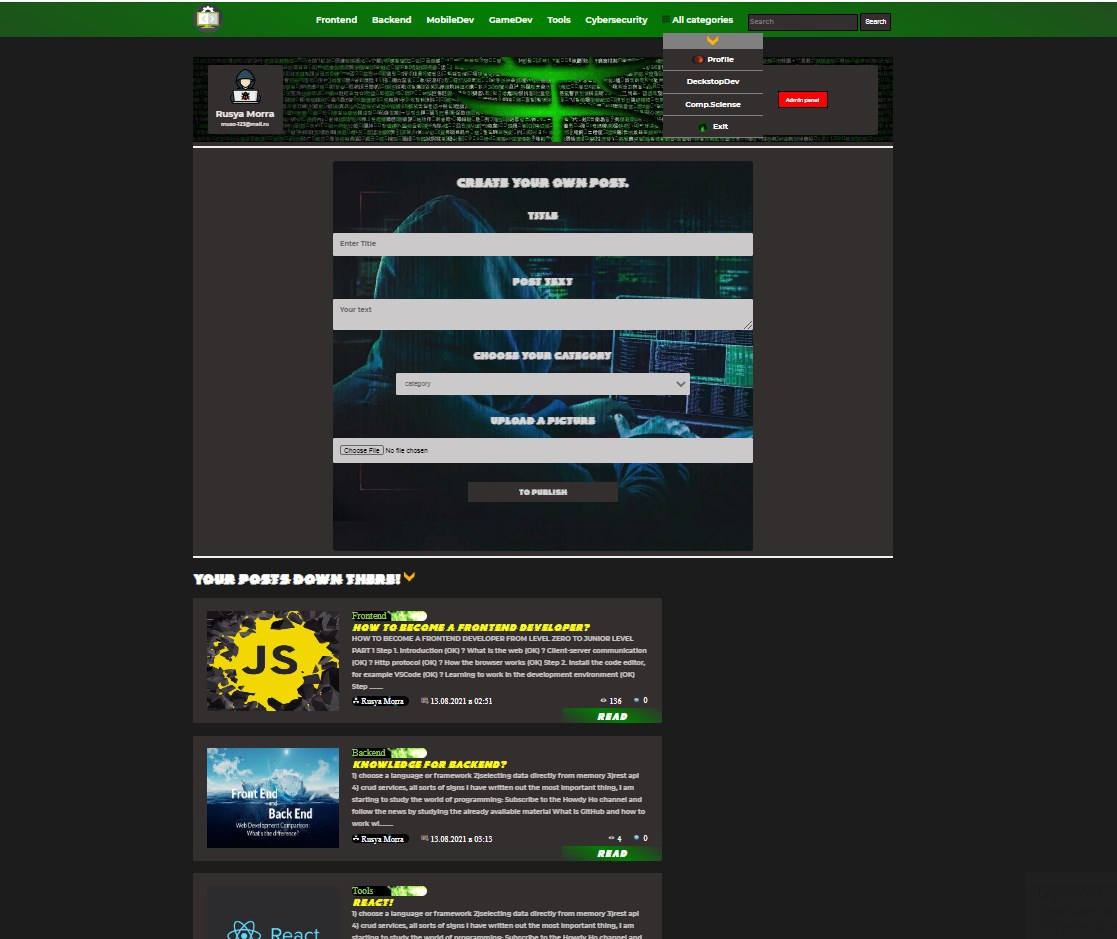 Frontend Backend MobileDev GameDev Tools Cybersecurity All categories Search Search
Profile
DeckstopDev
Comp.Sciense
Exit
Admin panel
Rusya Morra
CREATE YOUR OWN POST.
TITLE
Enter Title
POST TEXT
Your text
CHOOSE YOUR CATEGORY
category
UPLOAD A PICTURE
Choose File No file chosen
TO PUBLISH
YOUR POSTS DOWN THERE!
JS
Frontend
HOW TO BECOME A FRONTEND DEVELOPER?
HOW TO BECOME A FRONTEND DEVELOPER FROM LEVEL ZERO TO JUNIOR LEVEL
PART 1 Step 1. Introduction (OK) ? What is the web (OK) ? Client-server communication
(OK) ? Http protocol (OK) ? How the browser works (OK) Step 2. Install the code editor,
for example VSCode (OK) ? Learning to work in the development environment (OK)
Step ......
Rusya Morra 13.08.2021 в 02:51 136 0
READ
Front End
and
Back End
Web Development Comparison:
What's the difference?
Backend
KNOWLEDGE FOR BACKEND?
1) choose a language or framework 2)selecting data directly from memory 3)rest api
4) crud services, all sorts of signs I have written out the most important thing, I am
starting to study the world of programming: Subscribe to the Howdy Ho channel and
follow the news by studying the already available material What is GitHub and how to
work wi......
Rusya Morra 13.08.2021 в 03:13 4 0
READ
React
Tools
REACT!
1) choose a language or framework 2)selecting data directly from memory 3)rest api
4) crud services, all sorts of signs I have written out the most important thing, I am
starting to study the world of programming: Subscribe to the Howdy Ho channel and